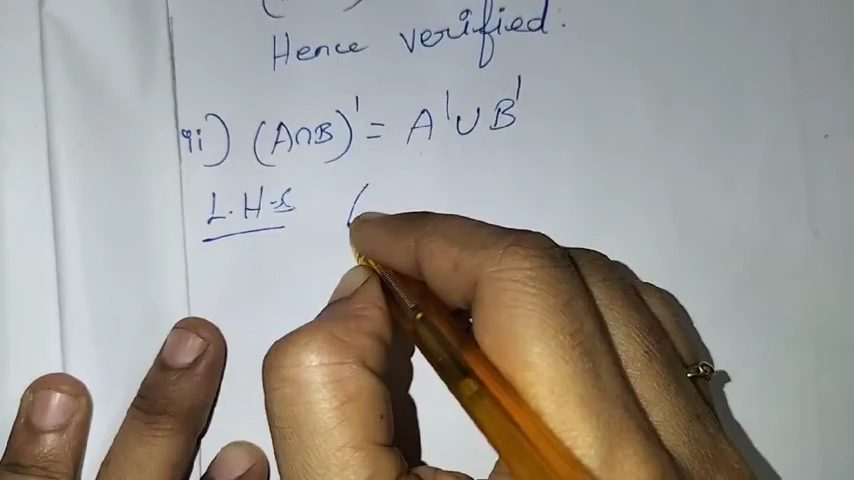 Hence verified.
ii) (A∩B)' = A'∪B'
L.H.S (